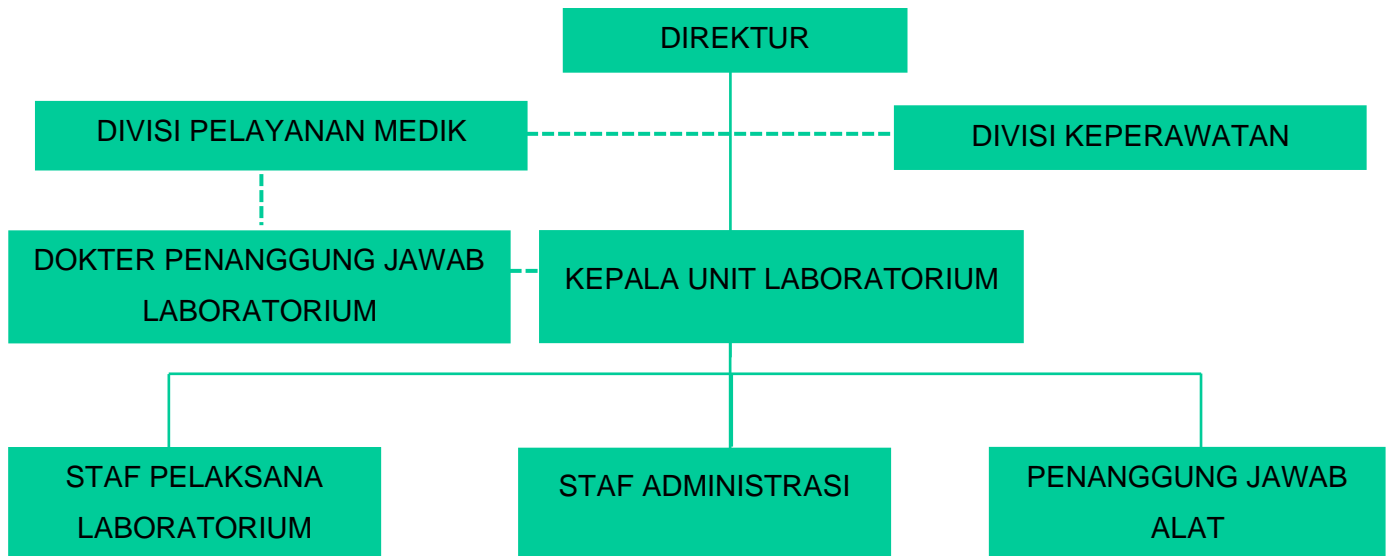 DIREKTUR
DIVISI PELAYANAN MEDIK
DIVISI KEPERAWATAN
DOKTER PENANGGUNG JAWAB
LABORATORIUM
KEPALA UNIT LABORATORIUM
STAF PELAKSANA
LABORATORIUM
STAF ADMINISTRASI
PENANGGUNG JAWAB
ALAT